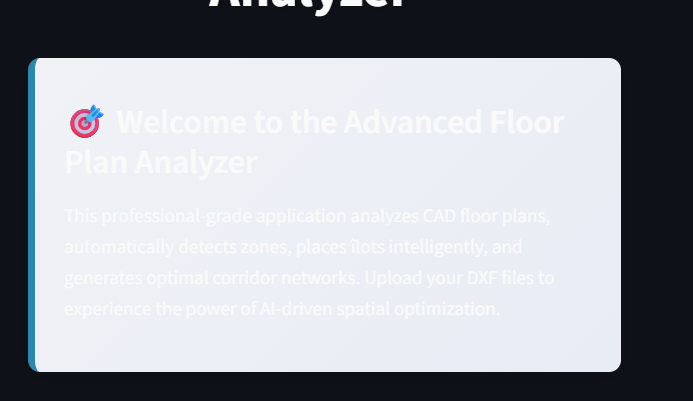 Analyzer
🎯 Welcome to the Advanced Floor
Plan Analyzer
This professional-grade application analyzes CAD floor plans,
automatically detects zones, places îlots intelligently, and
generates optimal corridor networks. Upload your DXF files to
experience the power of AI-driven spatial optimization.